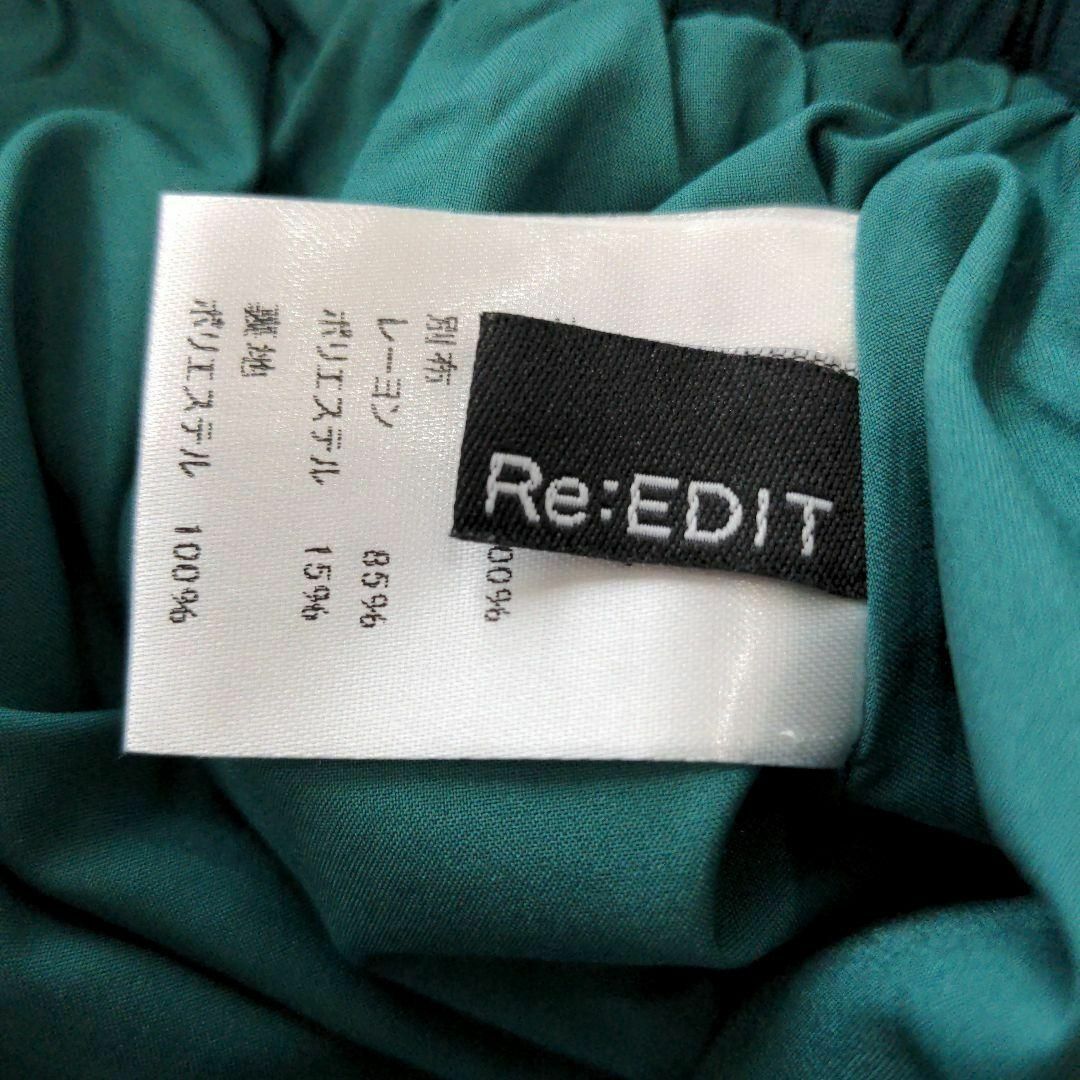 Re:EDIT
00%
別布
レーヨン 85%
ポリエステル 15%
裏地
ポリエステル 100%